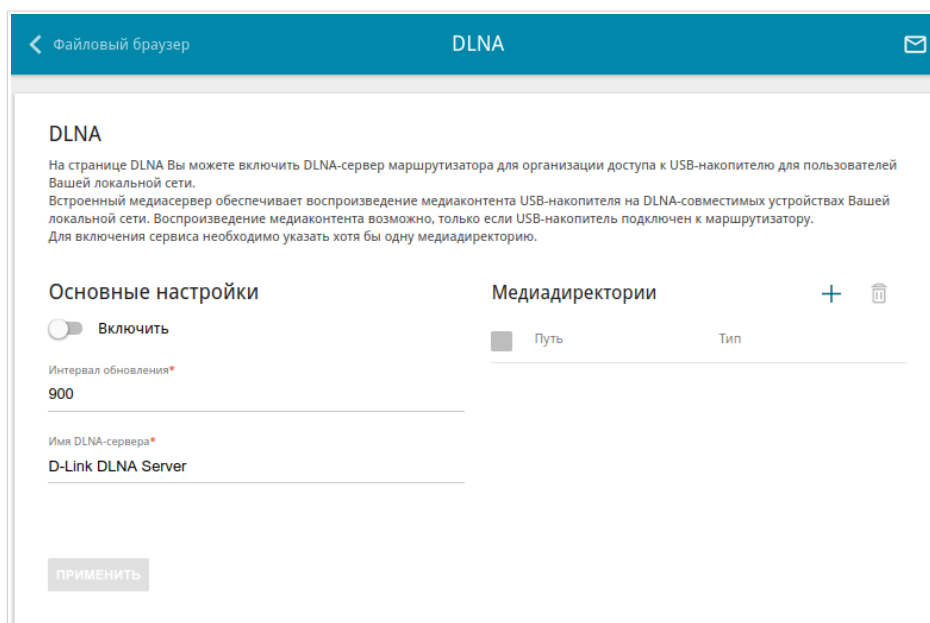 Файловый браузер
DLNA
DLNA
На странице DLNA Вы можете включить DLNA-сервер маршрутизатора для организации доступа к USB-накопителю для пользователей
Вашей локальной сети.
Встроенный медиасервер обеспечивает воспроизведение медиаконтента USB-накопителя на DLNA-совместимых устройствах Вашей
локальной сети. Воспроизведение медиаконтента возможно, только если USB-накопитель подключен к маршрутизатору.
Для включения сервиса необходимо указать хотя бы одну медиадиректорию.
Основные настройки
Включить
Интервал обновления*
900
Имя DLNA-сервера*
D-Link DLNA Server
ПРИМЕНИТЬ
Медиадиректории
Путь
Тип